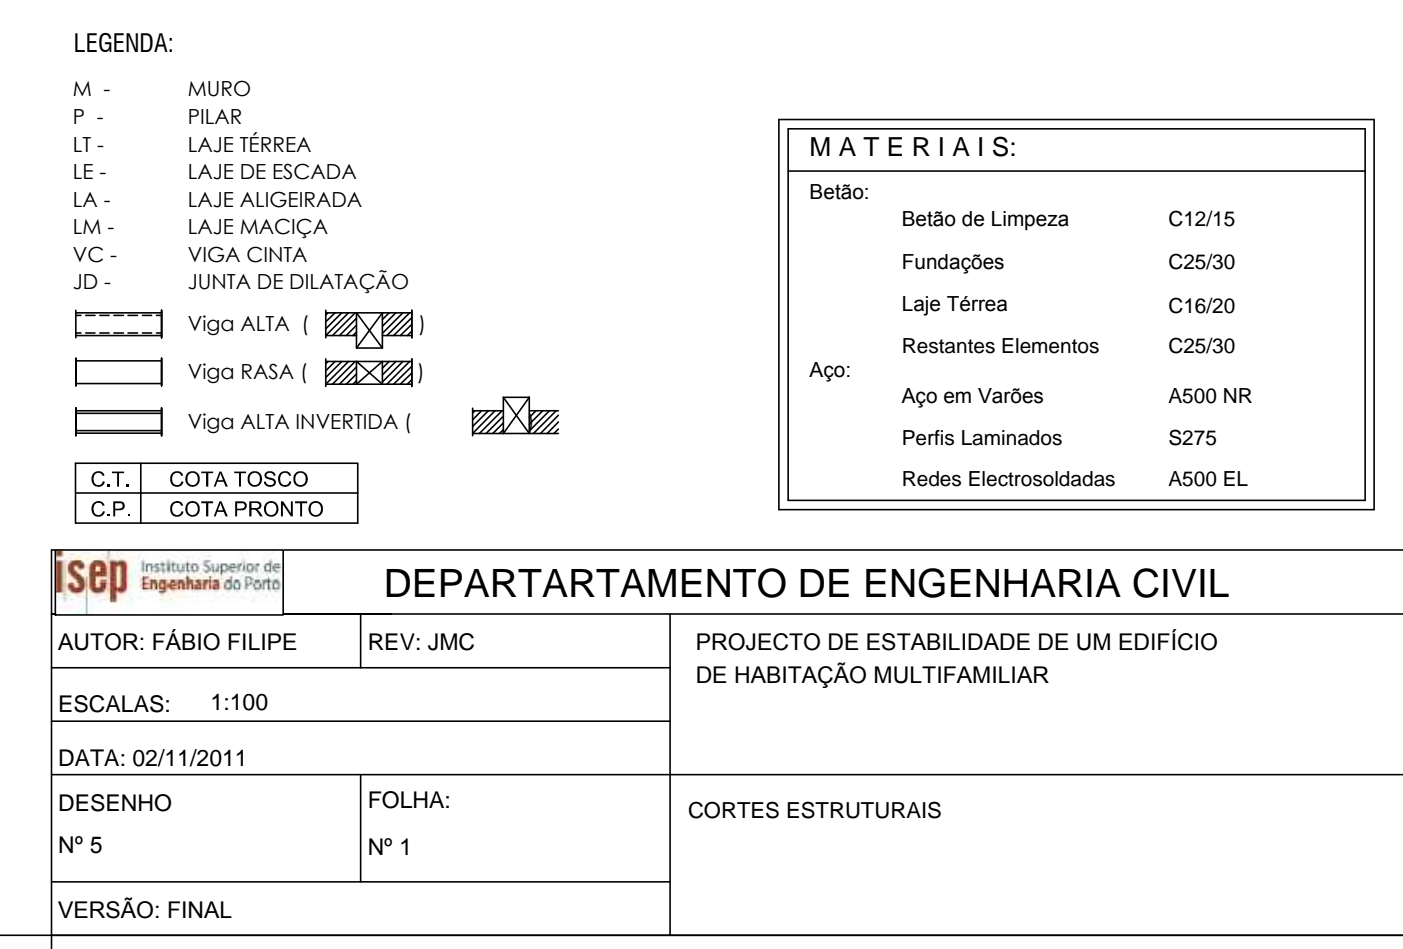 LEGENDA:
M - MURO
P - PILAR
LT - LAJE TÉRREA
LE - LAJE DE ESCADA
LA - LAJE ALIGEIRADA
LM - LAJE MACIÇA
VC - VIGA CINTA
JD - JUNTA DE DILATAÇÃO
Viga ALTA ( )
Viga RASA ( )
Viga ALTA INVERTIDA (
C.T. COTA TOSCO
C.P. COTA PRONTO
MATERIAIS:
Betão:
Betão de Limpeza C12/15
Fundações C25/30
Laje Térrea C16/20
Restantes Elementos C25/30
Aço:
Aço em Varões A500 NR
Perfis Laminados S275
Redes Electrosoldadas A500 EL
isep Instituto Superior de
Engenharia do Porto
DEPARTARTAMENTO DE ENGENHARIA CIVIL
AUTOR: FÁBIO FILIPE
REV: JMC
PROJECTO DE ESTABILIDADE DE UM EDIFÍCIO
DE HABITAÇÃO MULTIFAMILIAR
ESCALAS: 1:100
DATA: 02/11/2011
DESENHO
Nº 5
FOLHA:
Nº 1
CORTES ESTRUTURAIS
VERSÃO: FINAL